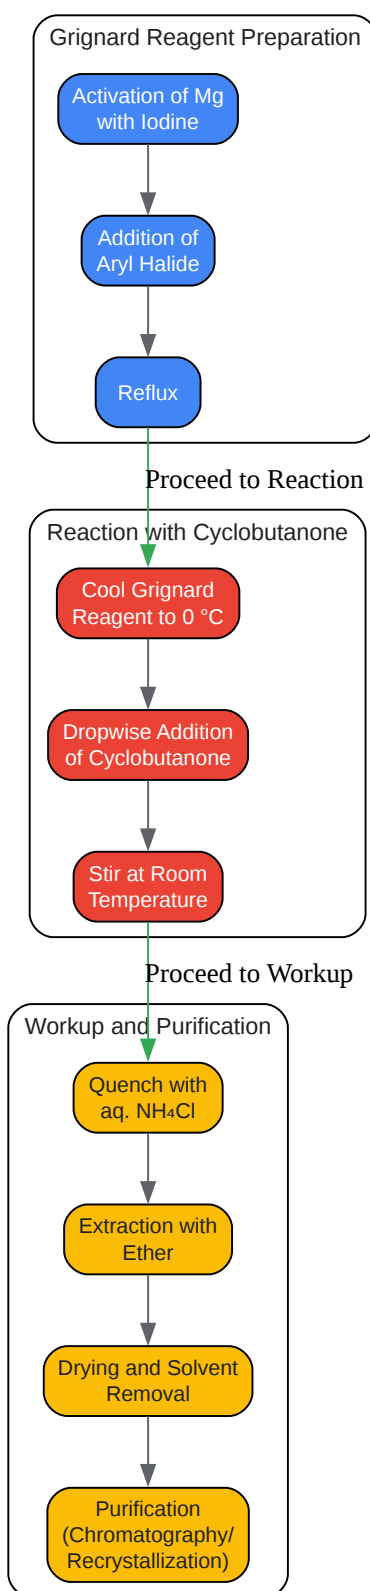 Grignard Reagent Preparation
Activation of Mg
with Iodine
Addition of
Aryl Halide
Reflux
Proceed to Reaction
Reaction with Cyclobutanone
Cool Grignard
Reagent to 0 °C
Dropwise Addition
of Cyclobutanone
Stir at Room
Temperature
Proceed to Workup
Workup and Purification
Quench with
aq. NH₄Cl
Extraction with
Ether
Drying and Solvent
Removal
Purification
(Chromatography/
Recrystallization)